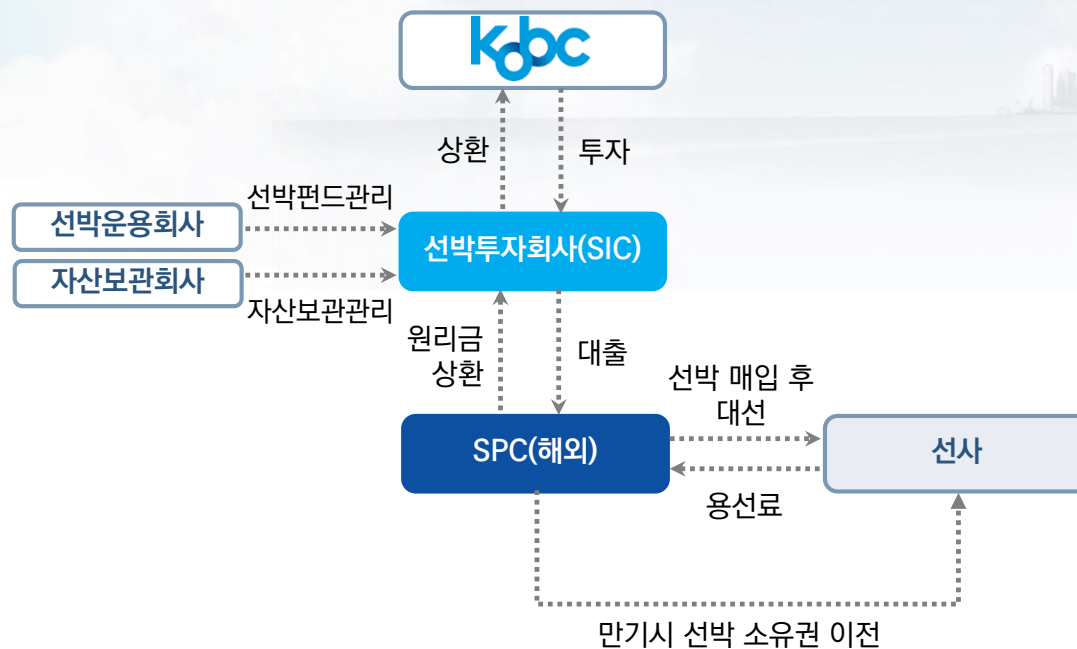 kobc
상환
투자
선박펀드관리
선박운용회사
선박투자회사(SIC)
자산보관회사
자산보관관리
원리금
상환
대출
선박 매입 후
대선
SPC(해외)
선사
용선료
만기시 선박 소유권 이전